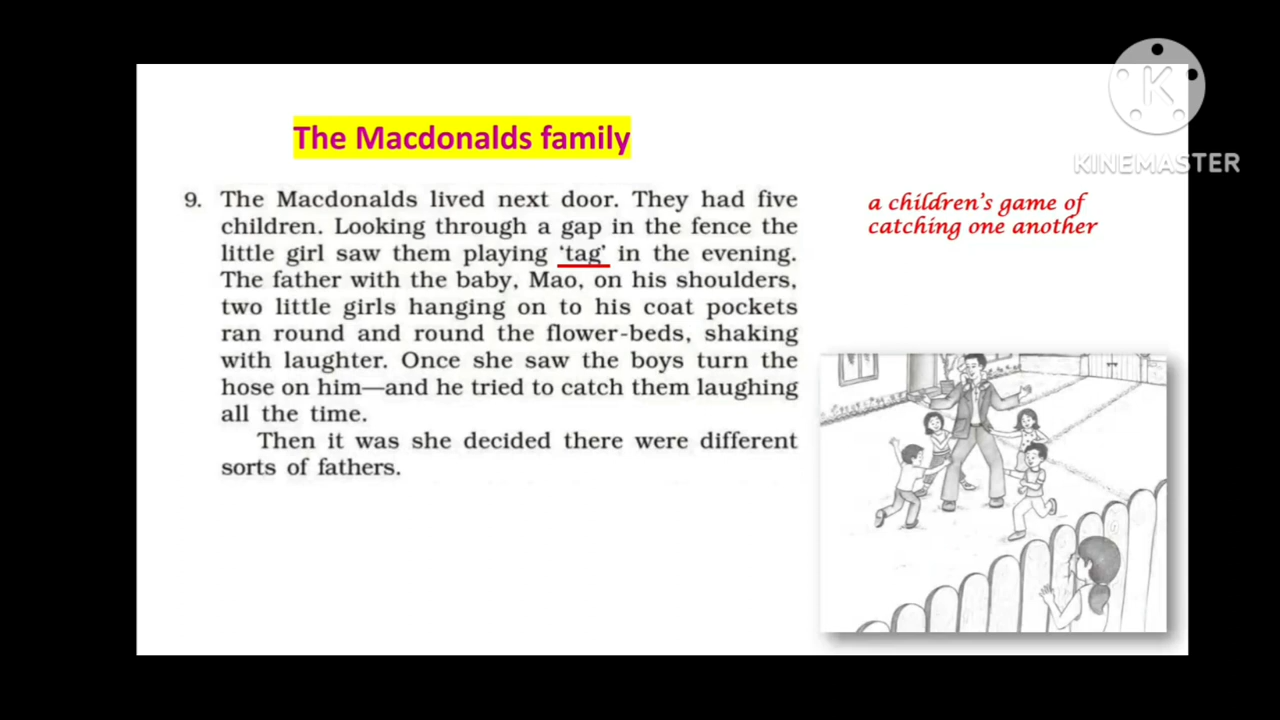 The Macdonalds family
9. The Macdonalds lived next door. They had five
children. Looking through a gap in the fence the
little girl saw them playing ‘tag’ in the evening.
The father with the baby, Mao, on his shoulders,
two little girls hanging on to his coat pockets
ran round and round the flower-beds, shaking
with laughter. Once she saw the boys turn the
hose on him—and he tried to catch them laughing
all the time.
Then it was she decided there were different
sorts of fathers.
a children’s game of
catching one another
K
KINEMASTER